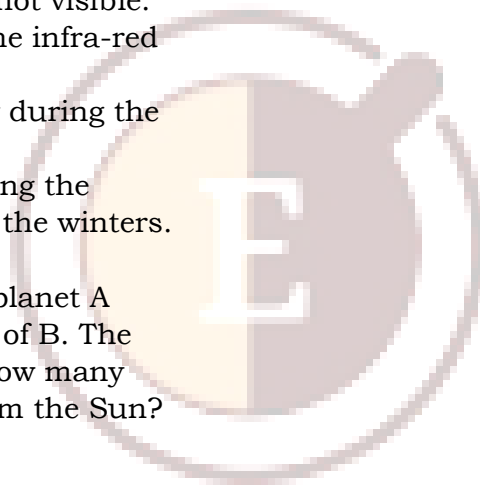 not visible.
he infra-red
during the
ng the
the winters.
E
planet A
of B. The
ow many
m the Sun?